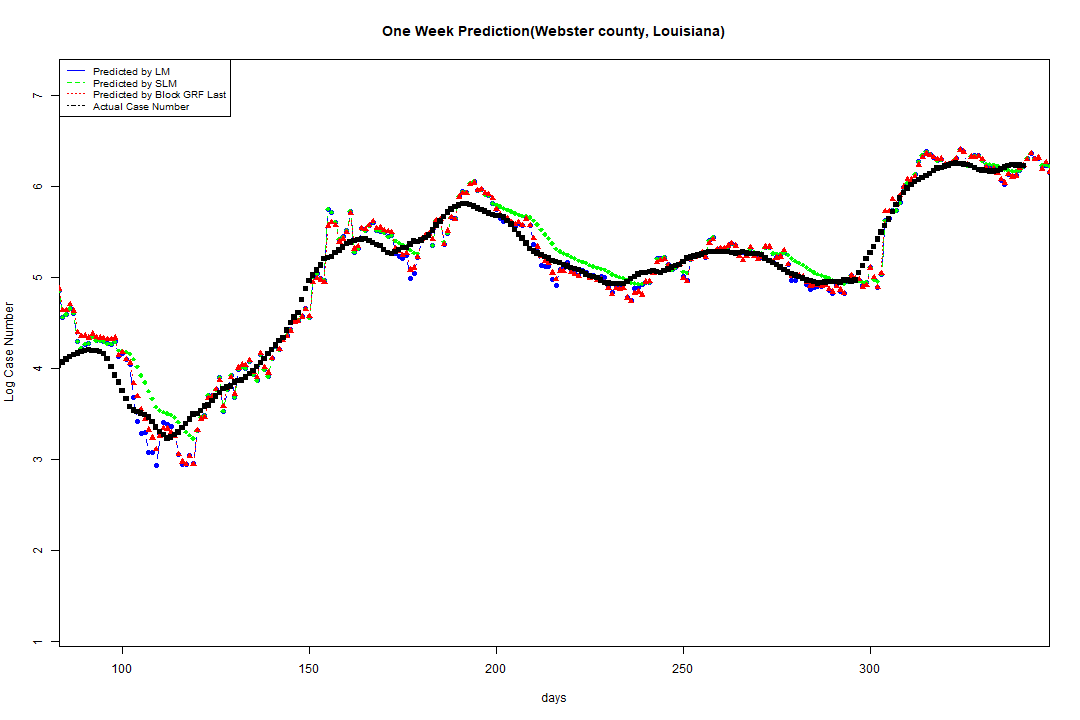 One Week Prediction(Webster county, Louisiana)
Predicted by LM
Predicted by SLM
Predicted by Block GRF Last
Actual Case Number
7
6
5
4
3
2
1
Log Case Number
100 150 200 250 300
days